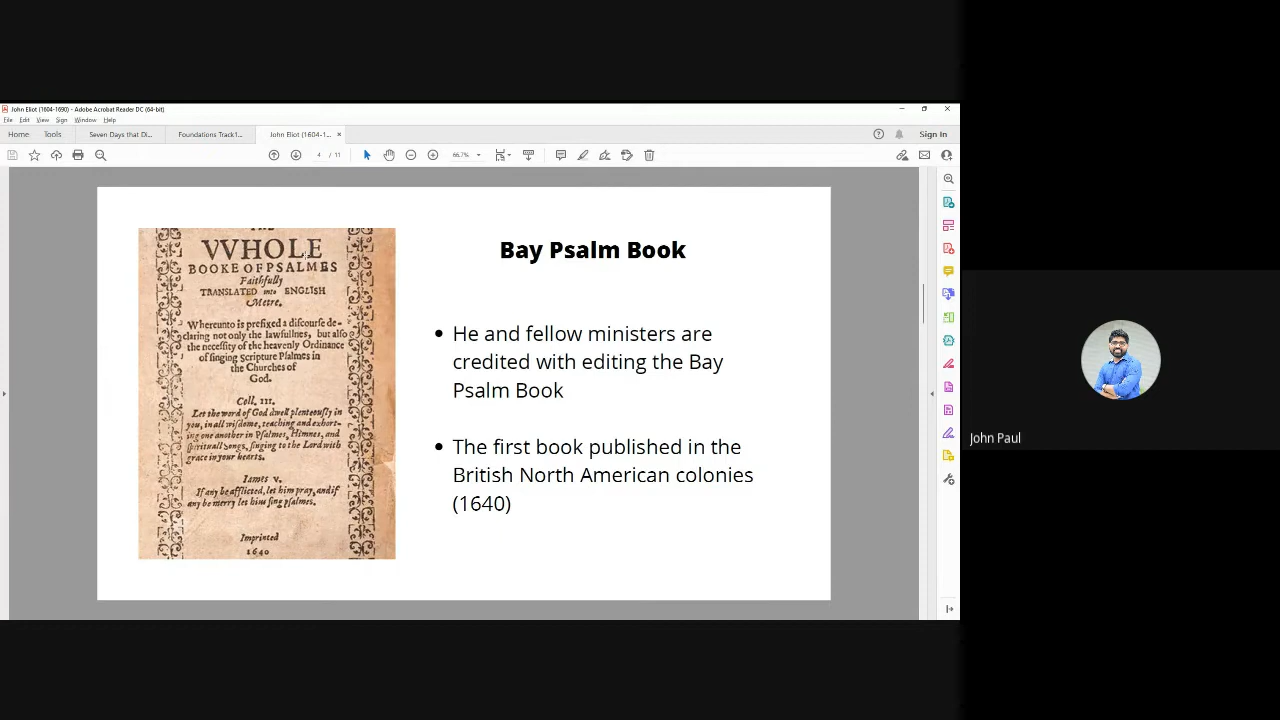 John Eliot (1604-1690) - Adobe Acrobat Reader DC (64-bit)
File Edit View Sign Window Help
Home Tools Seven Days that Di... Foundations Track1... John Eliot (1604-1... × Sign In
4 / 11 66.7%
VVHOLE
BOOKE OF PSALMES
Faithfully
TRANSLATED into ENGLISH
Metre.
Whereunto is prefixed a discourse de-
claring not only the lawfullnes, but also
the necessity of the heavenly Ordinance
of singing Scripture Psalmes in
the Churches of
God.
Coll. III.
Let the word of God dwell plenteously in
you, in all wisdome, teaching and exhort-
ing one another in Psalmes, Himnes, and
spirituall Songs, singing to the Lord with
grace in your hearts.
Iames v.
If any be afflicted, let him pray, and if
any be merry let him sing psalmes.
Imprinted
1640
Bay Psalm Book
• He and fellow ministers are
credited with editing the Bay
Psalm Book
• The first book published in the
British North American colonies
(1640)
John Paul